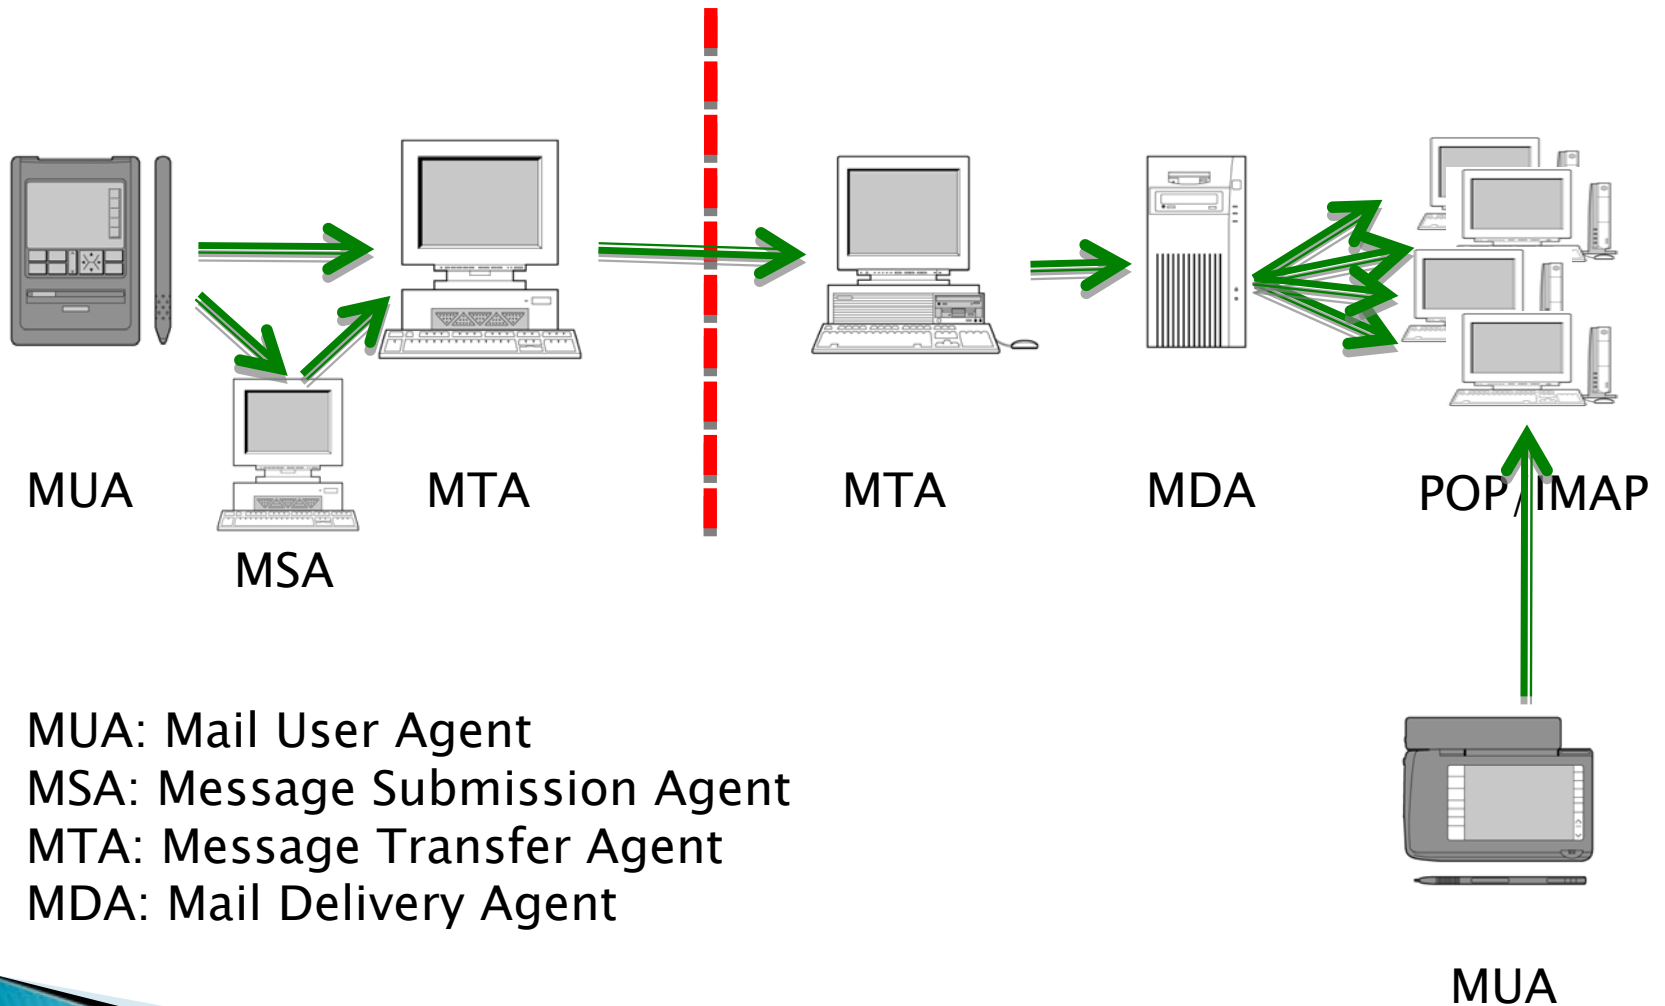 MUA
MTA
MTA
MDA
POP/IMAP
MSA
MUA: Mail User Agent
MSA: Message Submission Agent
MTA: Message Transfer Agent
MDA: Mail Delivery Agent
MUA